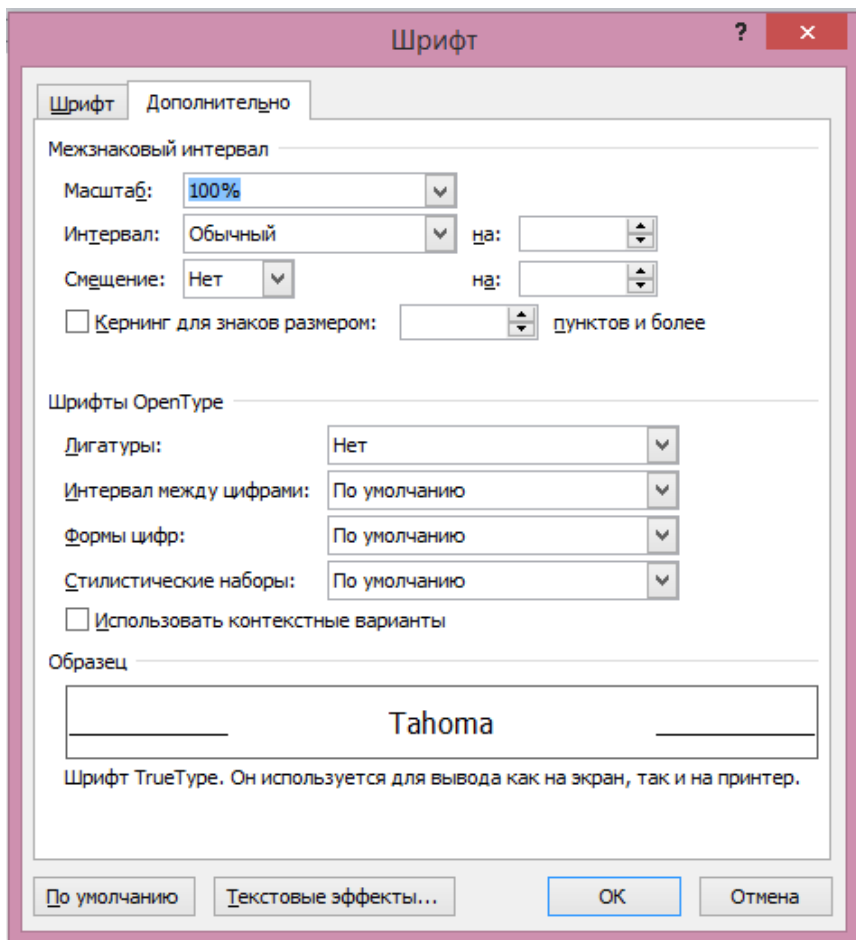 Шрифт ?
Шрифт Дополнительно
Межзнаковый интервал
Масштаб: 100%
Интервал: Обычный на:
Смещение: Нет на:
Кернинг для знаков размером: пунктов и более
Шрифты OpenType
Лигатуры: Нет
Интервал между цифрами: По умолчанию
Формы цифр: По умолчанию
Стилистические наборы: По умолчанию
Использовать контекстные варианты
Образец
Tahoma
Шрифт TrueType. Он используется для вывода как на экран, так и на принтер.
По умолчанию Текстовые эффекты... ОК Отмена